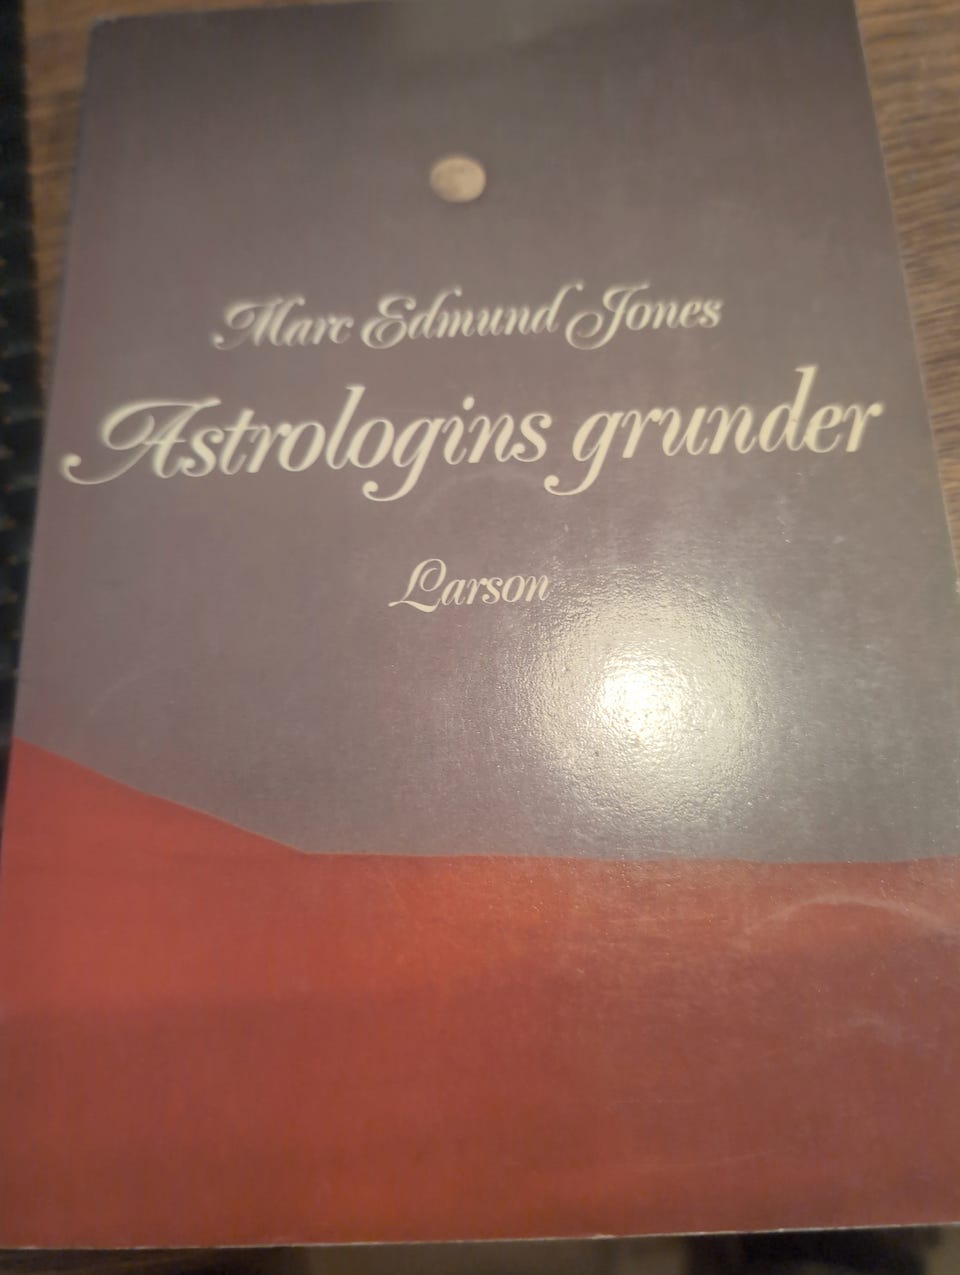 Marc Edmund Jones
Astrologins grunder
Larson